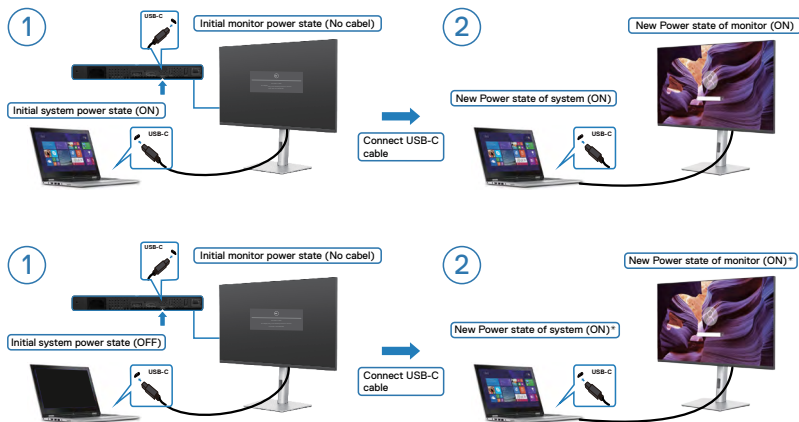 1
USB-C
Initial monitor power state (No cabel)
Initial system power state (ON)
USB-C
Connect USB-C
cable
2
New Power state of monitor (ON)
New Power state of system (ON)
USB-C
1
USB-C
Initial monitor power state (No cabel)
Initial system power state (OFF)
USB-C
Connect USB-C
cable
2
New Power state of monitor (ON)*
New Power state of system (ON)*
USB-C